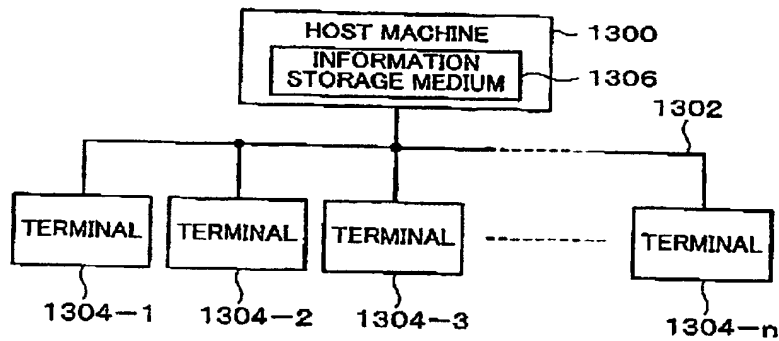 HOST MACHINE
1300
INFORMATION
STORAGE MEDIUM
1306
1302
TERMINAL
TERMINAL
TERMINAL
TERMINAL
1304-1
1304-2
1304-3
1304-n